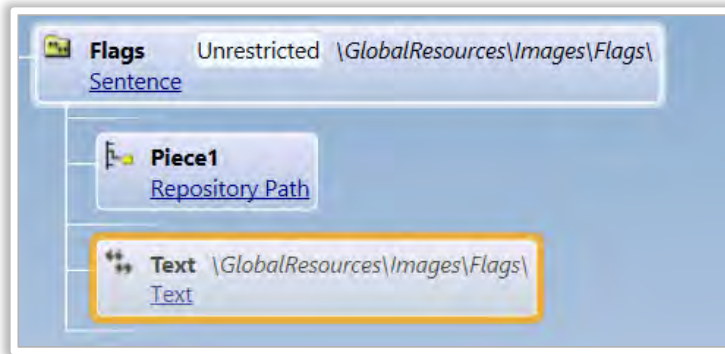 Flags Unrestricted \GlobalResources\Images\Flags\
Sentence
Piece1
Repository Path
Text \GlobalResources\Images\Flags\
Text